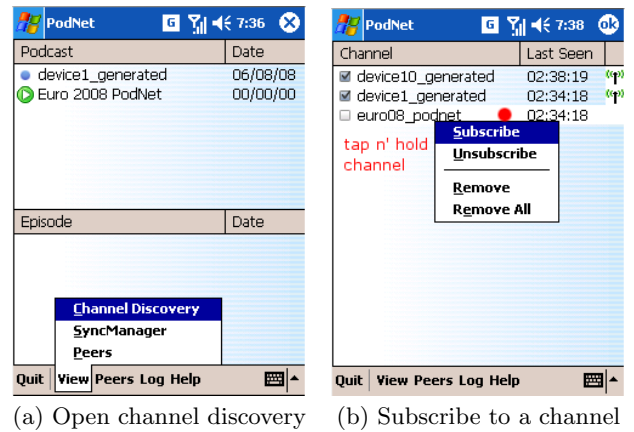 PodNet G 7:36
Podcast Date
device1_generated 06/08/08
Euro 2008 PodNet 00/00/00
Episode Date
Channel Discovery
SyncManager
Peers
Quit View Peers Log Help
(a) Open channel discovery
PodNet G 7:38 ok
Channel Last Seen
device10_generated 02:38:19
device1_generated 02:34:18
euro08_podnet 02:34:18
tap n' hold
channel
Subscribe
Unsubscribe
Remove
Remove All
Quit View Peers Log Help
(b) Subscribe to a channel